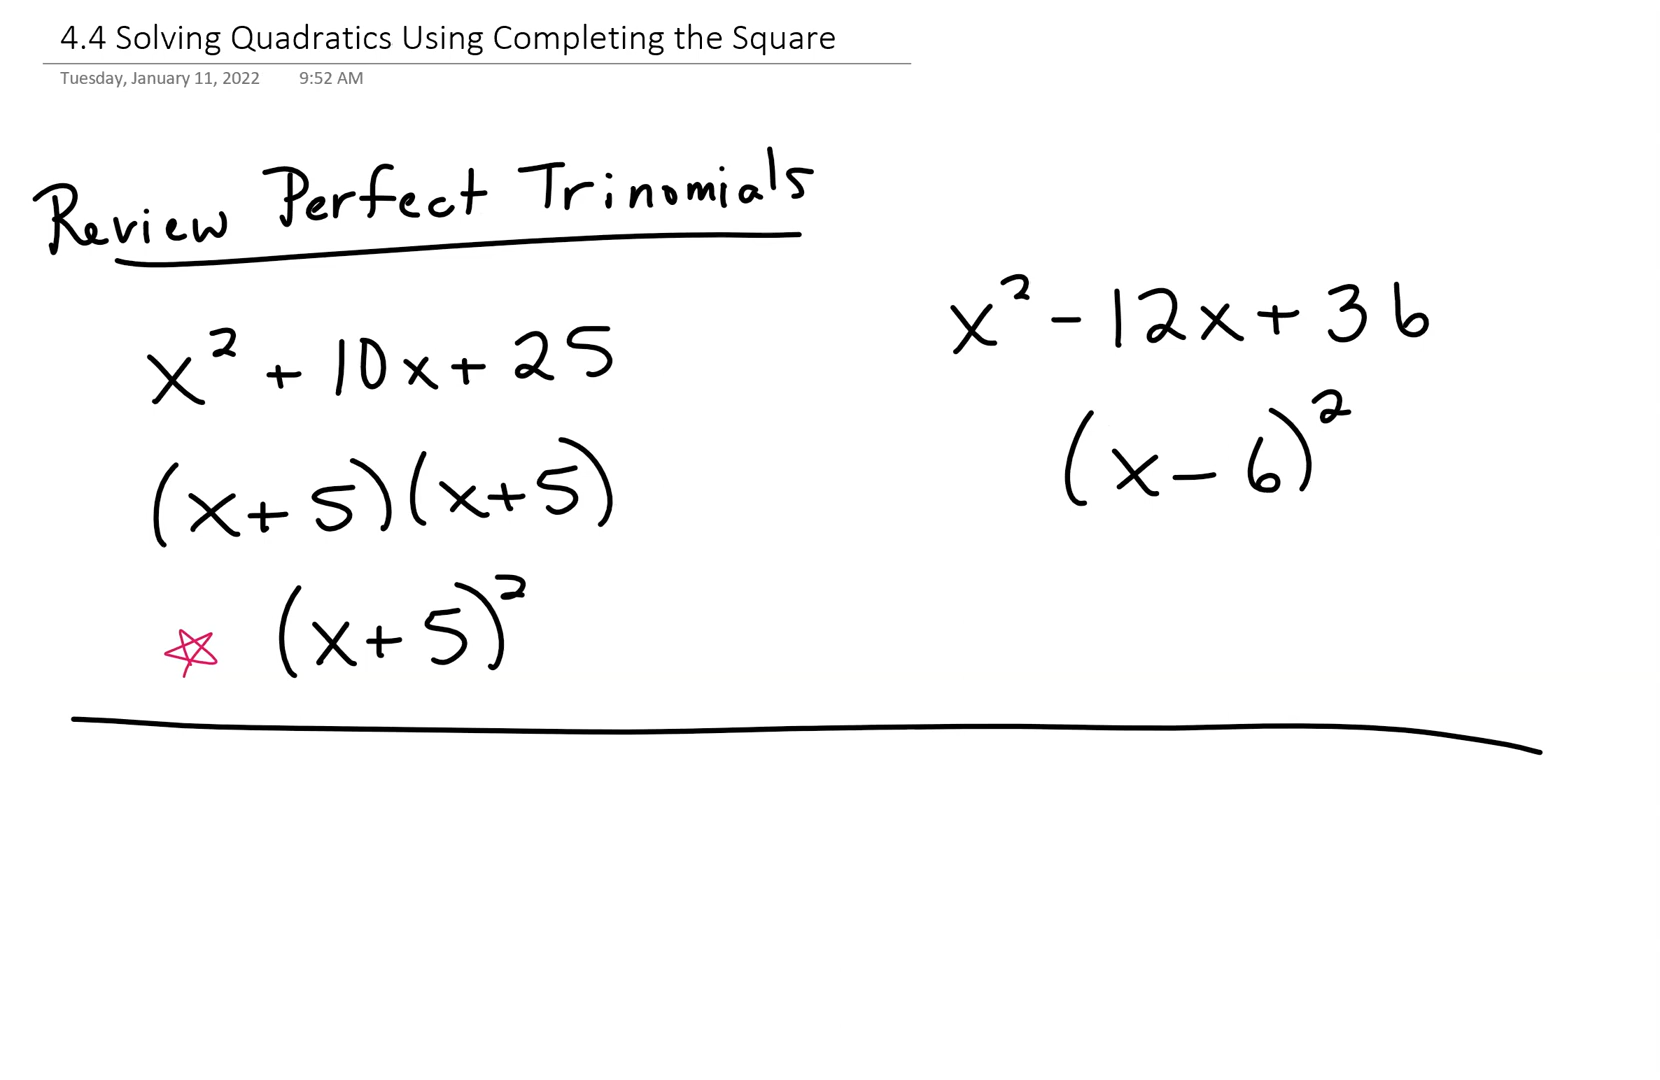 4.4 Solving Quadratics Using Completing the Square
Tuesday, January 11, 2022 9:52 AM
Review Perfect Trinomials
x² + 10x + 25
(x+5)(x+5)
(x+5)²
x² - 12x + 36
(x-6)²